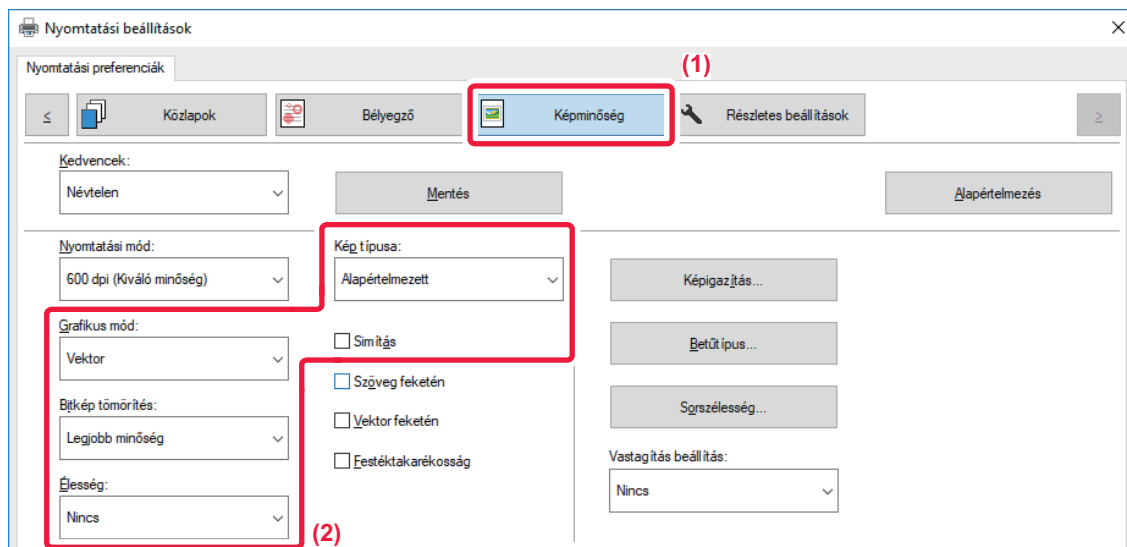 Nyomtatási beállítások
Nyomtatási preferenciák
(1)
<
Közlapok
Bélyegző
Képminőség
Részletes beállítások
>
Kedvencek:
Névtelen
Mentés
Alapértelmezés
Nyomtatási mód:
600 dpi (Kiváló minőség)
Kép típusa:
Alapértelmezett
Képigazítás...
Grafikus mód:
Vektor
Simítás
Betűtípus...
Szöveg feketén
Bitkép tömörítés:
Legjobb minőség
Vektor feketén
Sorszélesség...
Festéktakarékosság
Vastagítás beállítás:
Nincs
Élesség:
Nincs
(2)